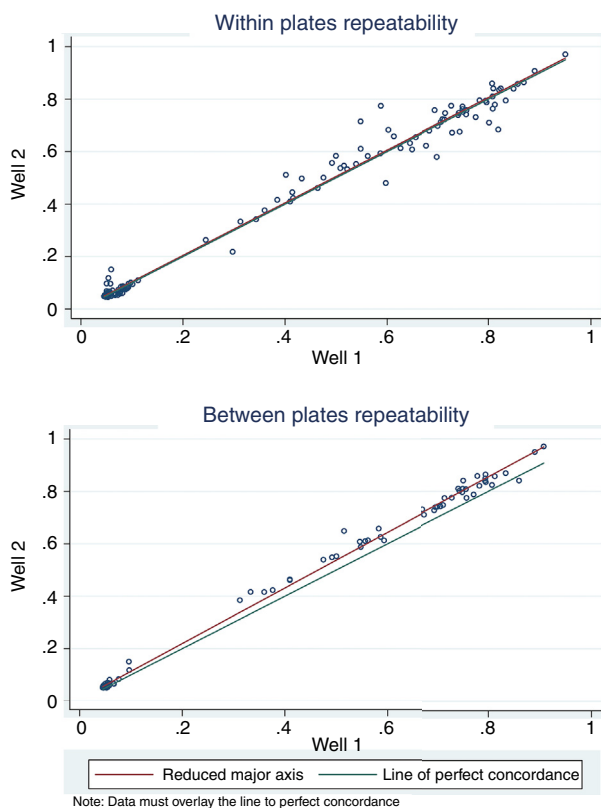 Within plates repeatability
Well 2
1
.8
.6
.4
.2
0
0 .2 .4 .6 .8 1
Well 1
Between plates repeatability
Well 2
1
.8
.6
.4
.2
0
0 .2 .4 .6 .8 1
Well 1
Reduced major axis Line of perfect concordance
Note: Data must overlay the line to perfect concordance